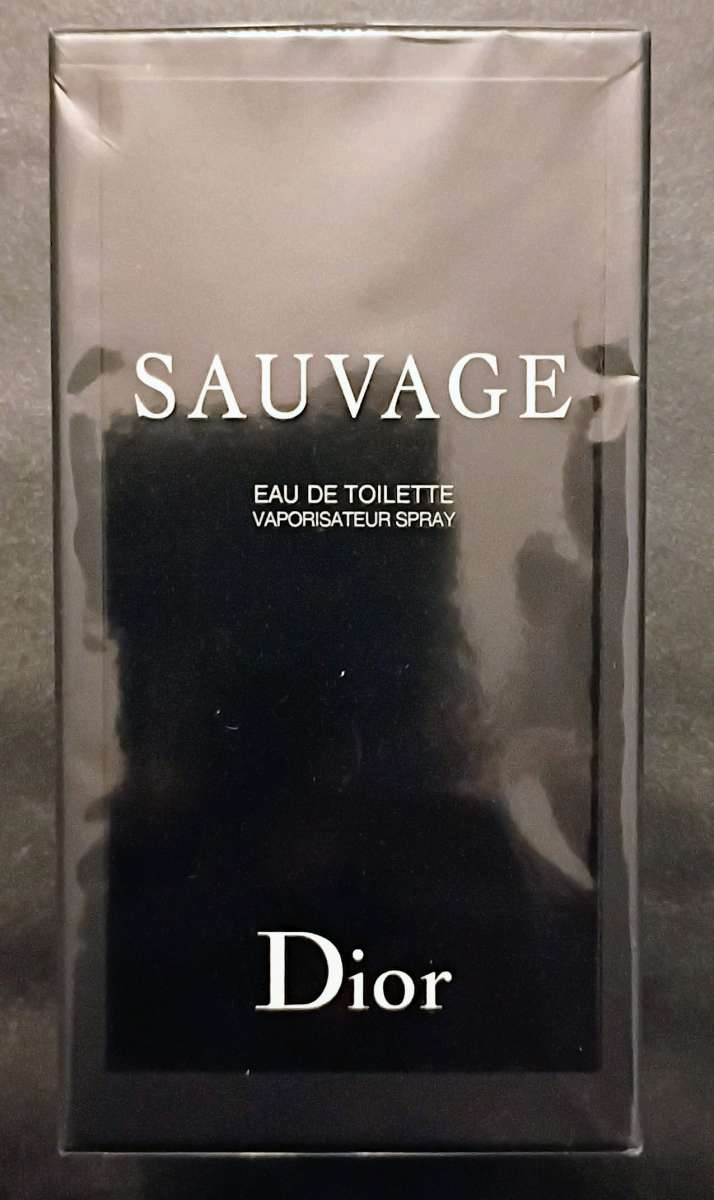 SAUVAGE
EAU DE TOILETTE
VAPORISATEUR SPRAY
Dior